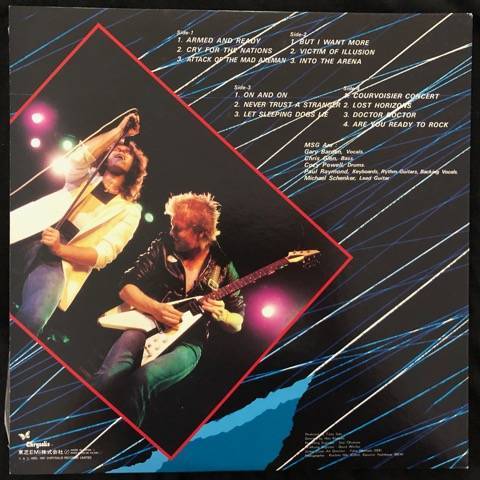 Side-1
1. ARMED AND READY
2. CRY FOR THE NATIONS
3. ATTACK OF THE MAD AXEMAN
Side-2
1. BUT I WANT MORE
2. VICTIM OF ILLUSION
3. INTO THE ARENA
Side-3
1. ON AND ON
2. NEVER TRUST A STRANGER
3. LET SLEEPING DOGS LIE
Side-4
1. COURVOISIER CONCERT
2. LOST HORIZONS
3. DOCTOR DOCTOR
4. ARE YOU READY TO ROCK
MSG Are
Gary Barden, Vocals,
Chris Glen, Bass.
Cozy Powell, Drums.
Paul Raymond, Keyboards, Rythm Guitars, Backing Vocals,
Michael Schenker, Lead Guitar
Chrysalis
東芝EMI株式会社